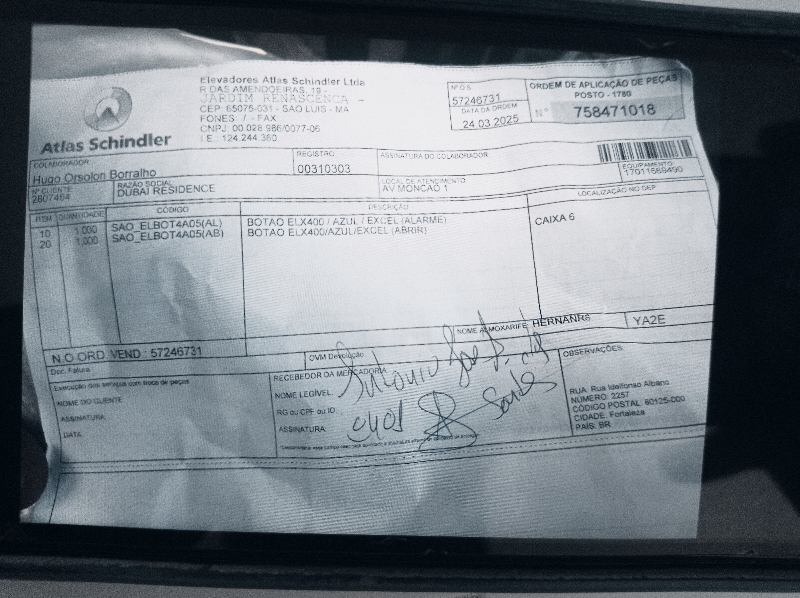 Atlas Schindler
Elevadores Atlas Schindler Ltda
R DAS AMENDOEIRAS, 19 -
JARDIM RENASCENCA -
CEP: 65075-031 - SAO LUIS - MA
FONES: / - FAX
CNPJ: 00.028.986/0077-06
I.E.: 124.244.380
Nº O.S.
57246731
DATA DA ORDEM
24.03.2025
ORDEM DE APLICAÇÃO DE PEÇAS
POSTO - 1780
Nº 758471018
COLABORADOR
Hugo Orsolon Borralho
REGISTRO
00310303
ASSINATURA DO COLABORADOR
EQUIPAMENTO
Nº CLIENTE
2807464
RAZÃO SOCIAL
DUBAI RESIDENCE
LOCAL DE ATENDIMENTO
AV MONCAO 1
LOCALIZAÇÃO NO DEP
ITEM QUANTIDADE CÓDIGO DESCRIÇÃO
10 1,000 SAO_ELBOT4A05(AL) BOTAO ELX400 / AZUL / EXCEL (ALARME) CAIXA 6
20 1,000 SAO_ELBOT4A05(AB) BOTAO ELX400/AZUL/EXCEL (ABRIR)
NOME ALMOXARIFE: HERNANR6 YA2E
N.O ORD. VEND.: 57246731
Doc. Fatura
OVM Devolução
Execução dos serviços com troca de peças
NOME DO CLIENTE
ASSINATURA
DATA
RECEBEDOR DA MERCADORIA
NOME LEGÍVEL: Antonio José
RG ou CPF ou ID.
ASSINATURA
OBSERVAÇÕES
RUA: Rua Ildelfonso Albano
NÚMERO: 2257
CÓDIGO POSTAL: 60125-000
CIDADE: Fortaleza
PAÍS: BR